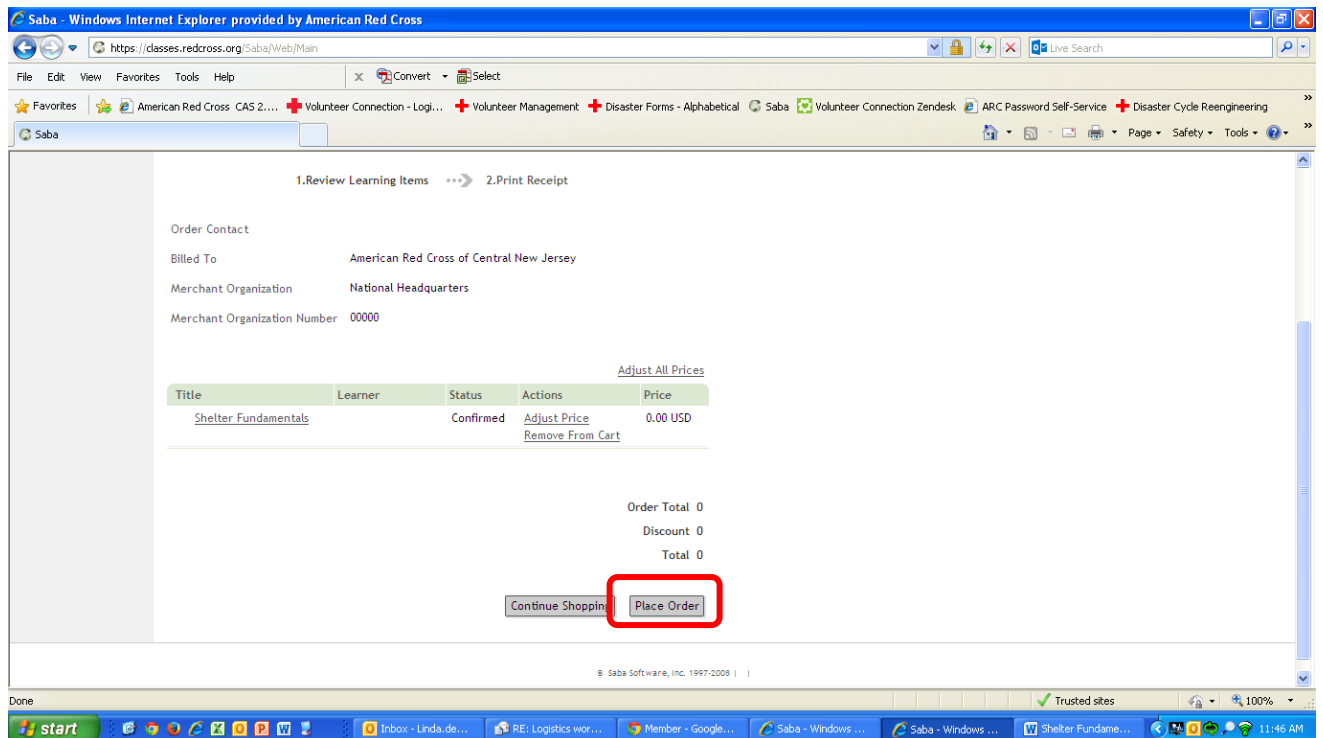 Saba - Windows Internet Explorer provided by American Red Cross
https://classes.redcross.org/Saba/Web/Main
Live Search
File Edit View Favorites Tools Help x Convert Select
Favorites American Red Cross CAS 2.... Volunteer Connection - Logi... Volunteer Management Disaster Forms - Alphabetical Saba Volunteer Connection Zendesk ARC Password Self-Service Disaster Cycle Reengineering »
Saba Page Safety Tools »
1.Review Learning Items 2.Print Receipt
Order Contact
Billed To American Red Cross of Central New Jersey
Merchant Organization National Headquarters
Merchant Organization Number 00000
Adjust All Prices
Title Learner Status Actions Price
Shelter Fundamentals Confirmed Adjust Price 0.00 USD
Remove From Cart
Order Total 0
Discount 0
Total 0
Continue Shopping Place Order
© Saba Software, Inc. 1997-2008 | |
Done Trusted sites 100%
start Inbox - Linda.de... RE: Logistics wor... Member - Google... Saba - Windows ... Saba - Windows ... Shelter Fundame... 11:46 AM